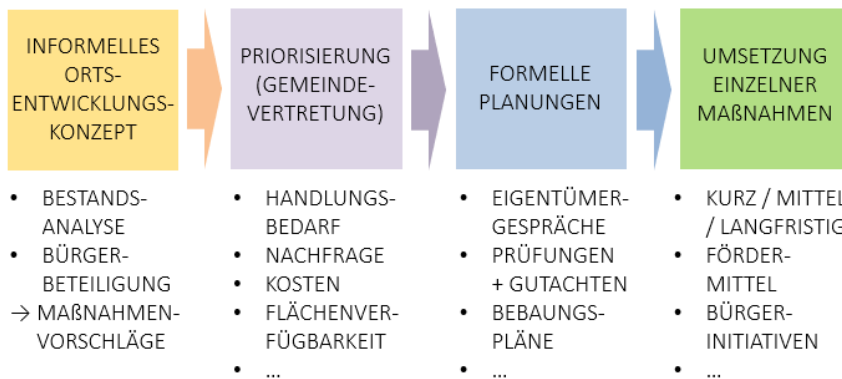 INFORMELLES
ORTS-
ENTWICKLUNGS-
KONZEPT
• BESTANDS-
ANALYSE
• BÜRGER-
BETEILIGUNG
→ MAßNAHMEN-
VORSCHLÄGE
PRIORISIERUNG
(GEMEINDE-
VERTRETUNG)
• HANDLUNGS-
BEDARF
• NACHFRAGE
• KOSTEN
• FLÄCHENVER-
FÜGBARKEIT
• ...
FORMELLE
PLANUNGEN
• EIGENTÜMER-
GESPRÄCHE
• PRÜFUNGEN
+ GUTACHTEN
• BEBAUNGS-
PLÄNE
• ...
UMSETZUNG
EINZELNER
MAßNAHMEN
• KURZ / MITTEL
/ LANGFRISTIG
• FÖRDER-
MITTEL
• BÜRGER-
INITIATIVEN
• ...